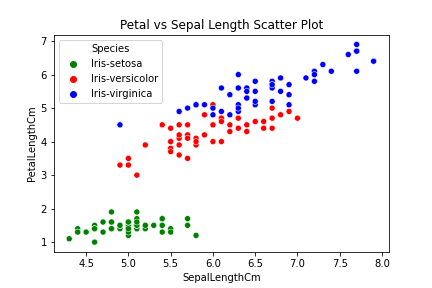 Petal vs Sepal Length Scatter Plot
Species
Iris-setosa
Iris-versicolor
Iris-virginica
PetalLengthCm
7
6
5
4
3
2
1
4.5 5.0 5.5 6.0 6.5 7.0 7.5 8.0
SepalLengthCm